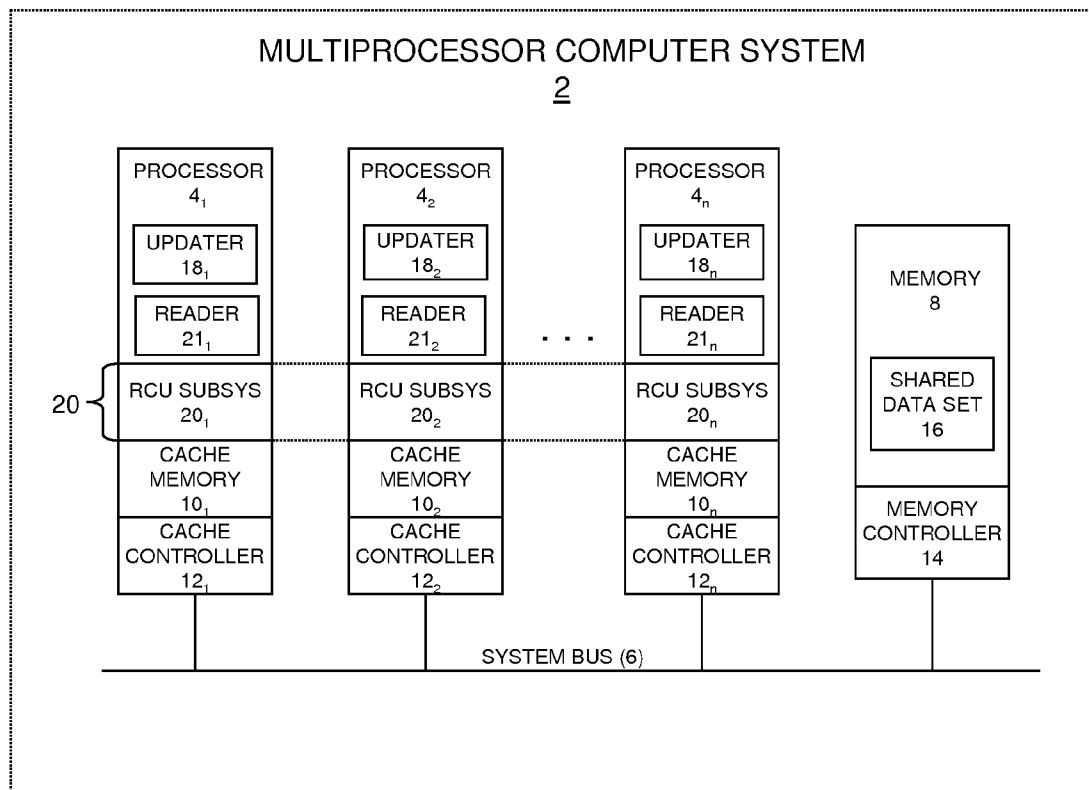 MULTIPROCESSOR COMPUTER SYSTEM
2
PROCESSOR
4₁
UPDATER
18₁
READER
21₁
RCU SUBSYS
20₁
CACHE
MEMORY
10₁
CACHE
CONTROLLER
12₁
PROCESSOR
4₂
UPDATER
18₂
READER
21₂
RCU SUBSYS
20₂
CACHE
MEMORY
10₂
CACHE
CONTROLLER
12₂
. . .
PROCESSOR
4ₙ
UPDATER
18ₙ
READER
21ₙ
RCU SUBSYS
20ₙ
CACHE
MEMORY
10ₙ
CACHE
CONTROLLER
12ₙ
MEMORY
8
SHARED
DATA SET
16
MEMORY
CONTROLLER
14
20
SYSTEM BUS (6)